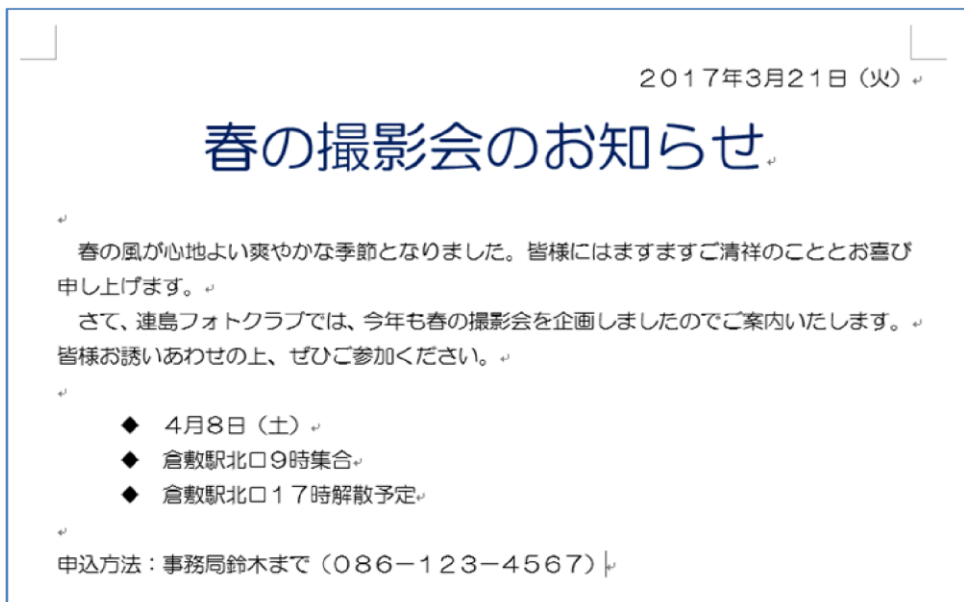 ２０１７年３月２１日（火）
春の撮影会のお知らせ
春の風が心地よい爽やかな季節となりました。皆様にはますますご清祥のこととお喜び
申し上げます。
さて、連島フォトクラブでは、今年も春の撮影会を企画しましたのでご案内いたします。
皆様お誘いあわせの上、ぜひご参加ください。
◆ ４月８日（土）
◆ 倉敷駅北口９時集合
◆ 倉敷駅北口１７時解散予定
申込方法：事務局鈴木まで（０８６－１２３－４５６７）